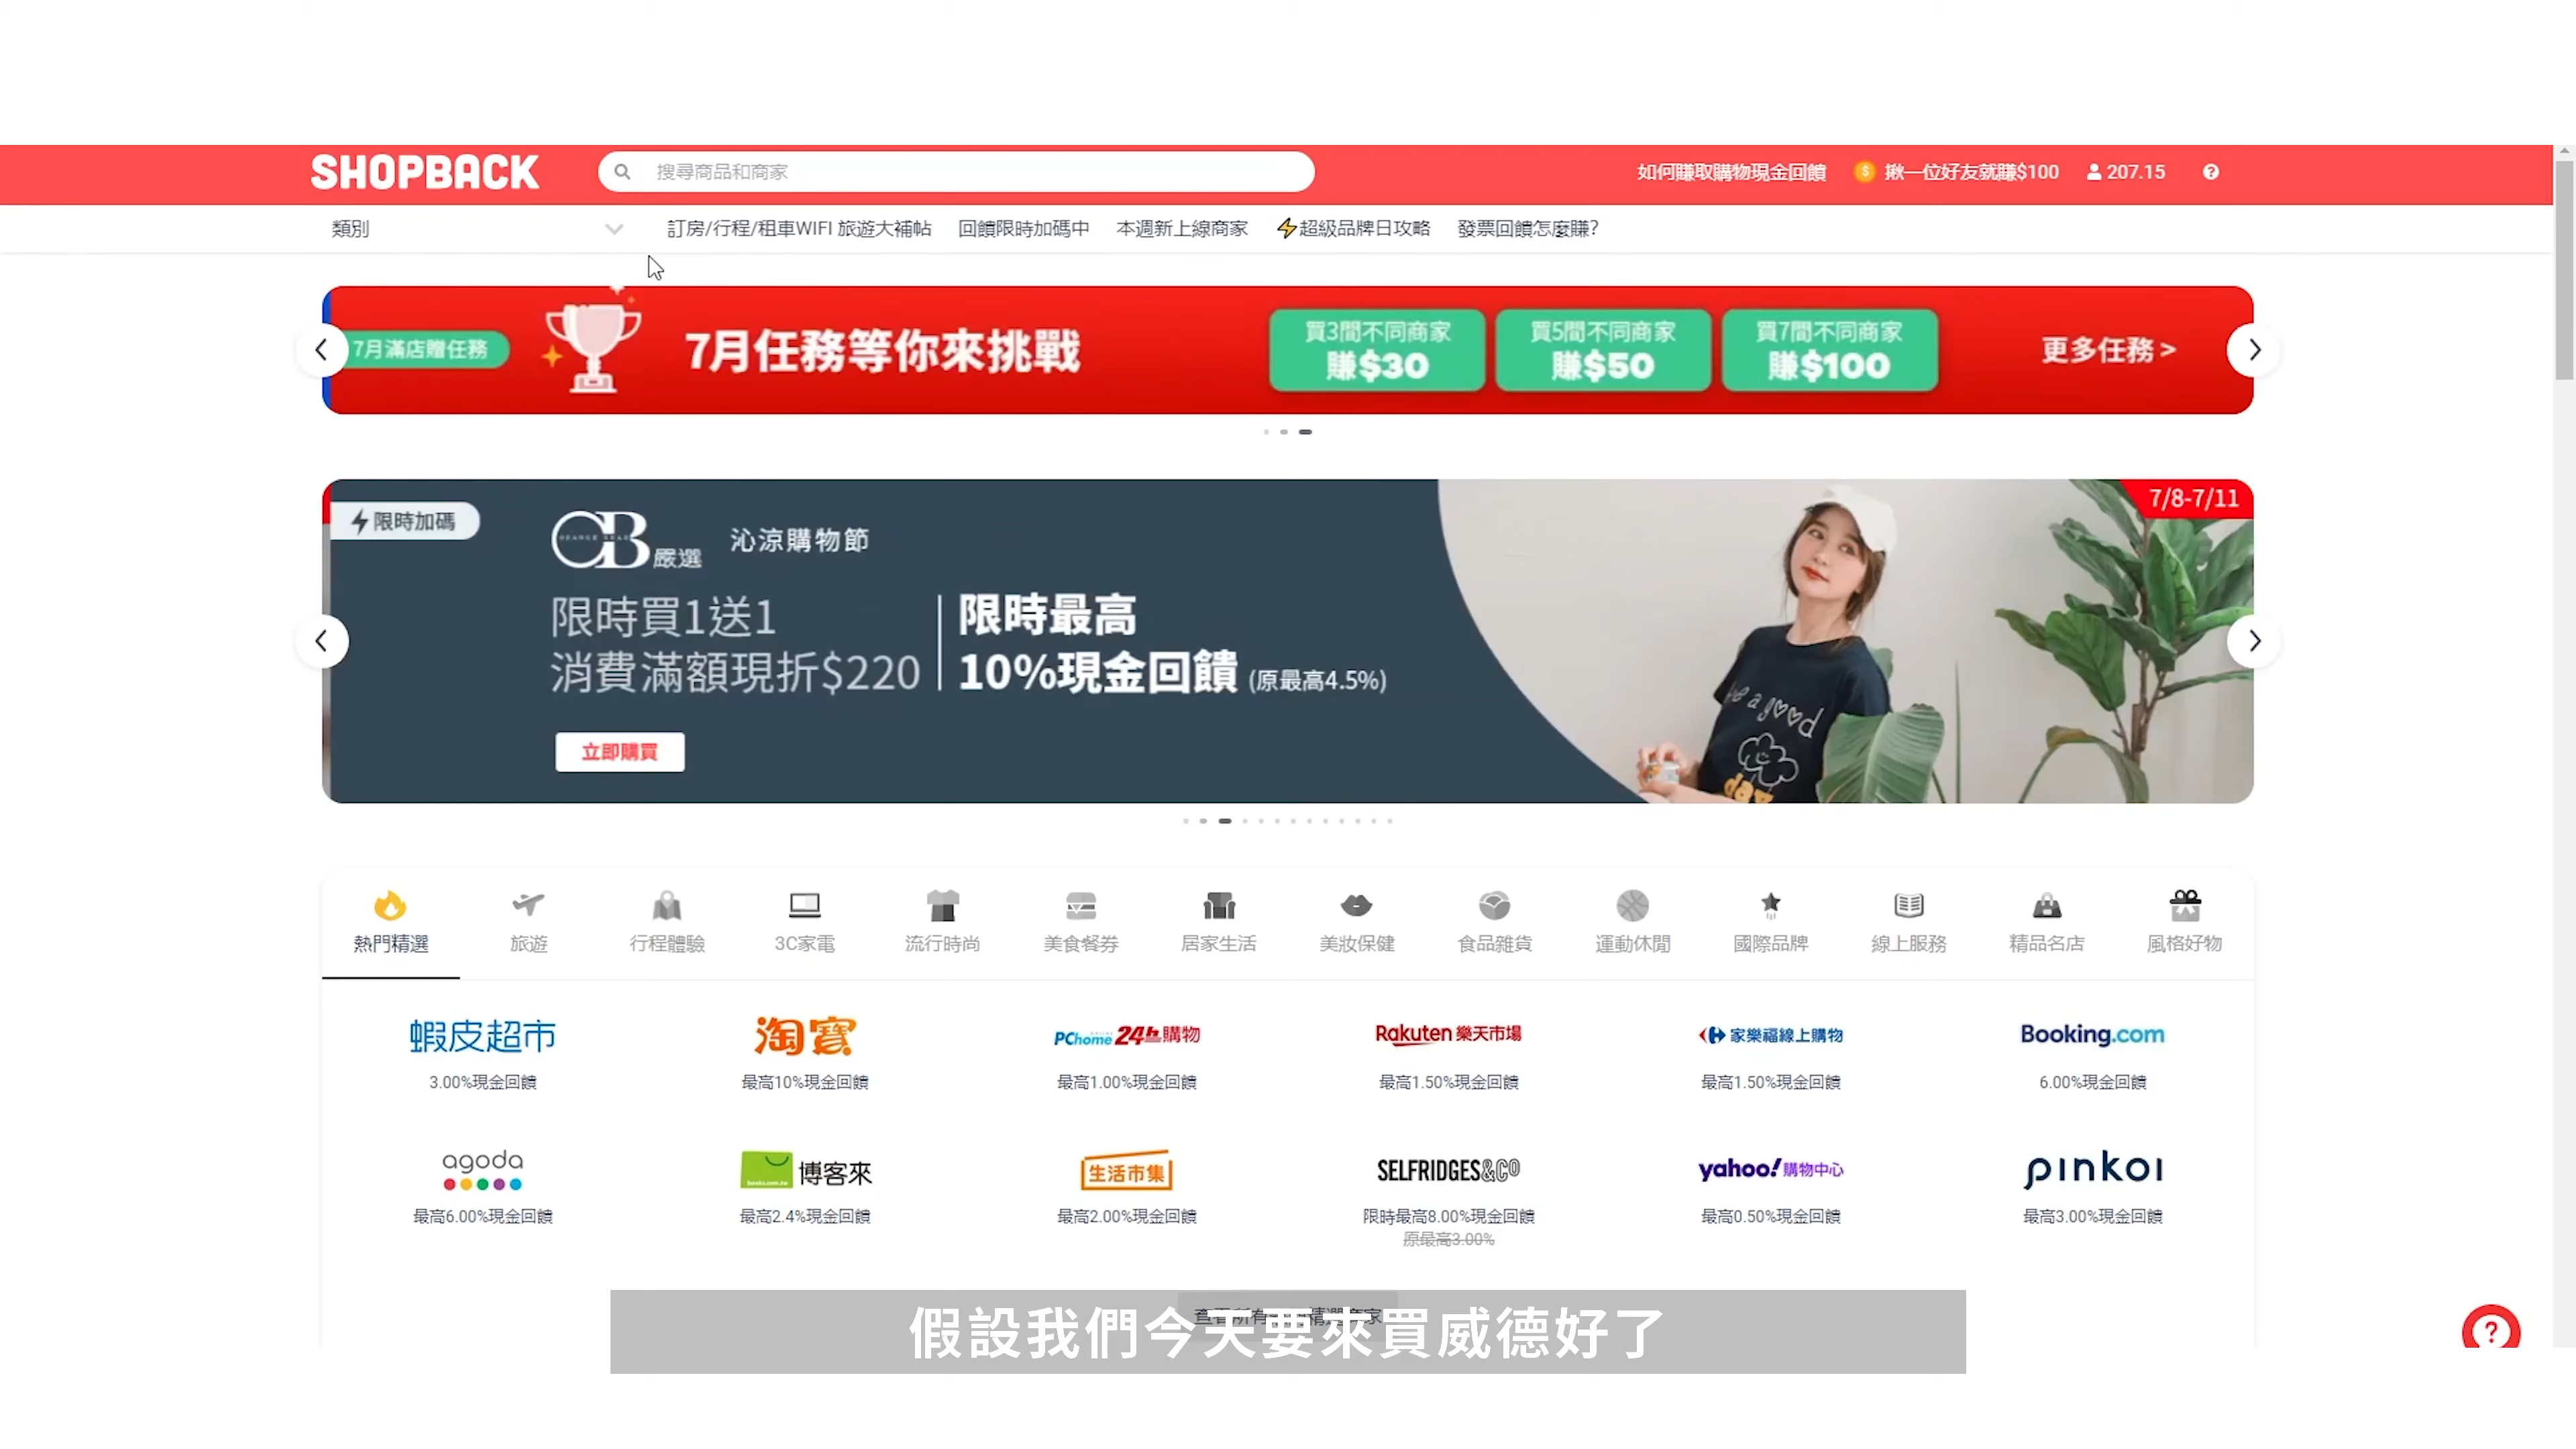 SHOPBACK
搜尋商品和商家
如何賺取購物現金回饋
揪一位好友就賺$100
207.15
類別
訂房/行程/租車WIFI 旅遊大補帖
回饋限時加碼中
本週新上線商家
超級品牌日攻略
發票回饋怎麼賺?
7月滿店贈任務
7月任務等你來挑戰
買3間不同商家
賺$30
買5間不同商家
賺$50
買7間不同商家
賺$100
更多任務 >
限時加碼
7/8-7/11
OB嚴選
沁涼購物節
限時買1送1
消費滿額現折$220
限時最高
10%現金回饋 (原最高4.5%)
立即購買
be a good
day
熱門精選
旅遊
行程體驗
3C家電
流行時尚
美食餐券
居家生活
美妝保健
食品雜貨
運動休閒
國際品牌
線上服務
精品名店
風格好物
蝦皮超市
淘寶
PChome 24h購物
Rakuten 樂天市場
家樂福線上購物
Booking.com
3.00%現金回饋
最高10%現金回饋
最高1.00%現金回饋
最高1.50%現金回饋
最高1.50%現金回饋
6.00%現金回饋
agoda
博客來
生活市集
SELFRIDGES&CO
yahoo!購物中心
pinkoi
最高6.00%現金回饋
最高2.4%現金回饋
最高2.00%現金回饋
限時最高8.00%現金回饋
原最高3.00%
最高0.50%現金回饋
最高3.00%現金回饋
假設我們今天要來買威德好了